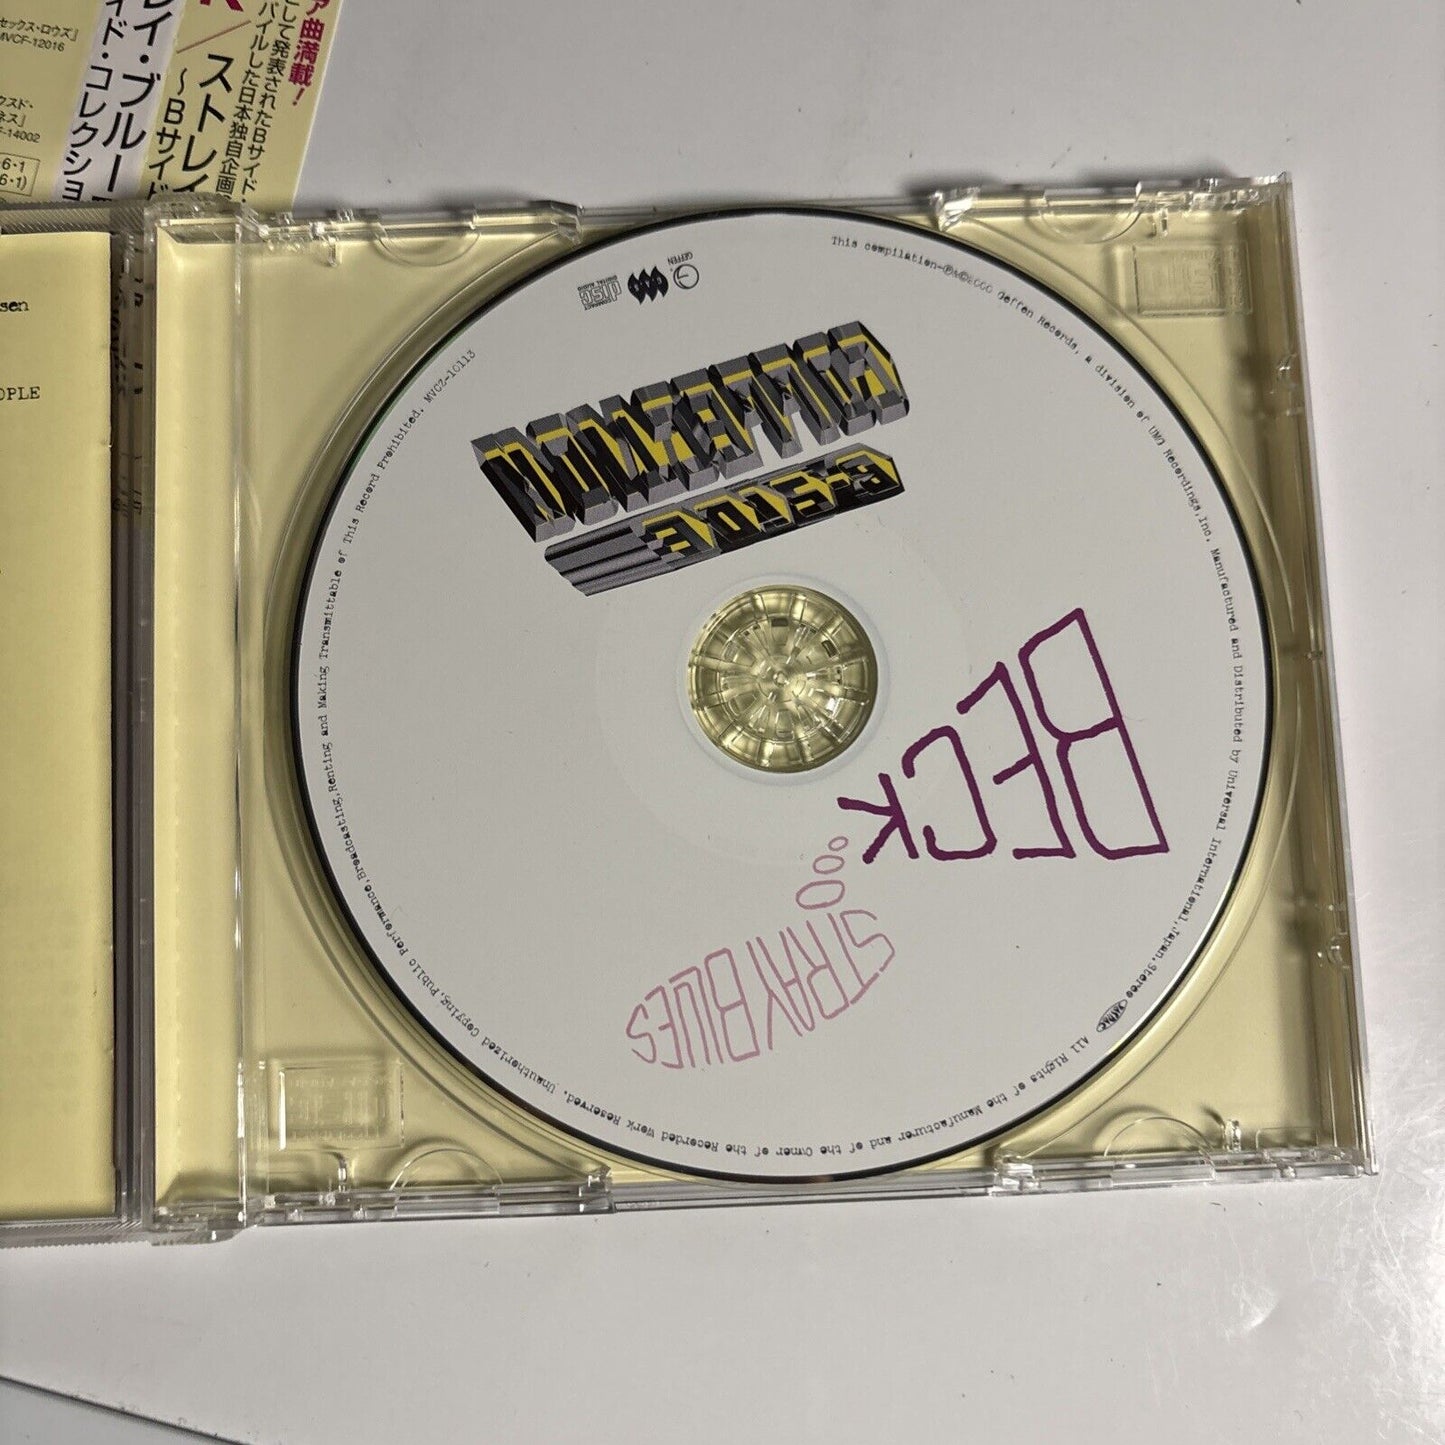 ア曲満載!
として発表されたBサイド・
パイルした日本独自企画
ストレイ
~Bサイド
レイ・ブルー
イド・コレクショ
セックス・ロウズ』
MVCF-12016
クスド・
ネス』
F-14002
6・1
6・1)
sen
OPLE
This compilation-℗&©2000 Geffen Records, a division of UMG Recordings,Inc. Manufactured and Distributed by Universal International,Japan.Stereo
All Rights of the Manufacturer and of the Owner of the Recorded Work Reserved. Unauthorized Copying,Public Performance,Broadcasting,Renting and Making Transmittable of This Record Prohibited. MVCZ-10113
GEFFEN
COMPACT
disc
DIGITAL AUDIO
BECK
STRAY BLUES
B-SIDE
COLLECTION